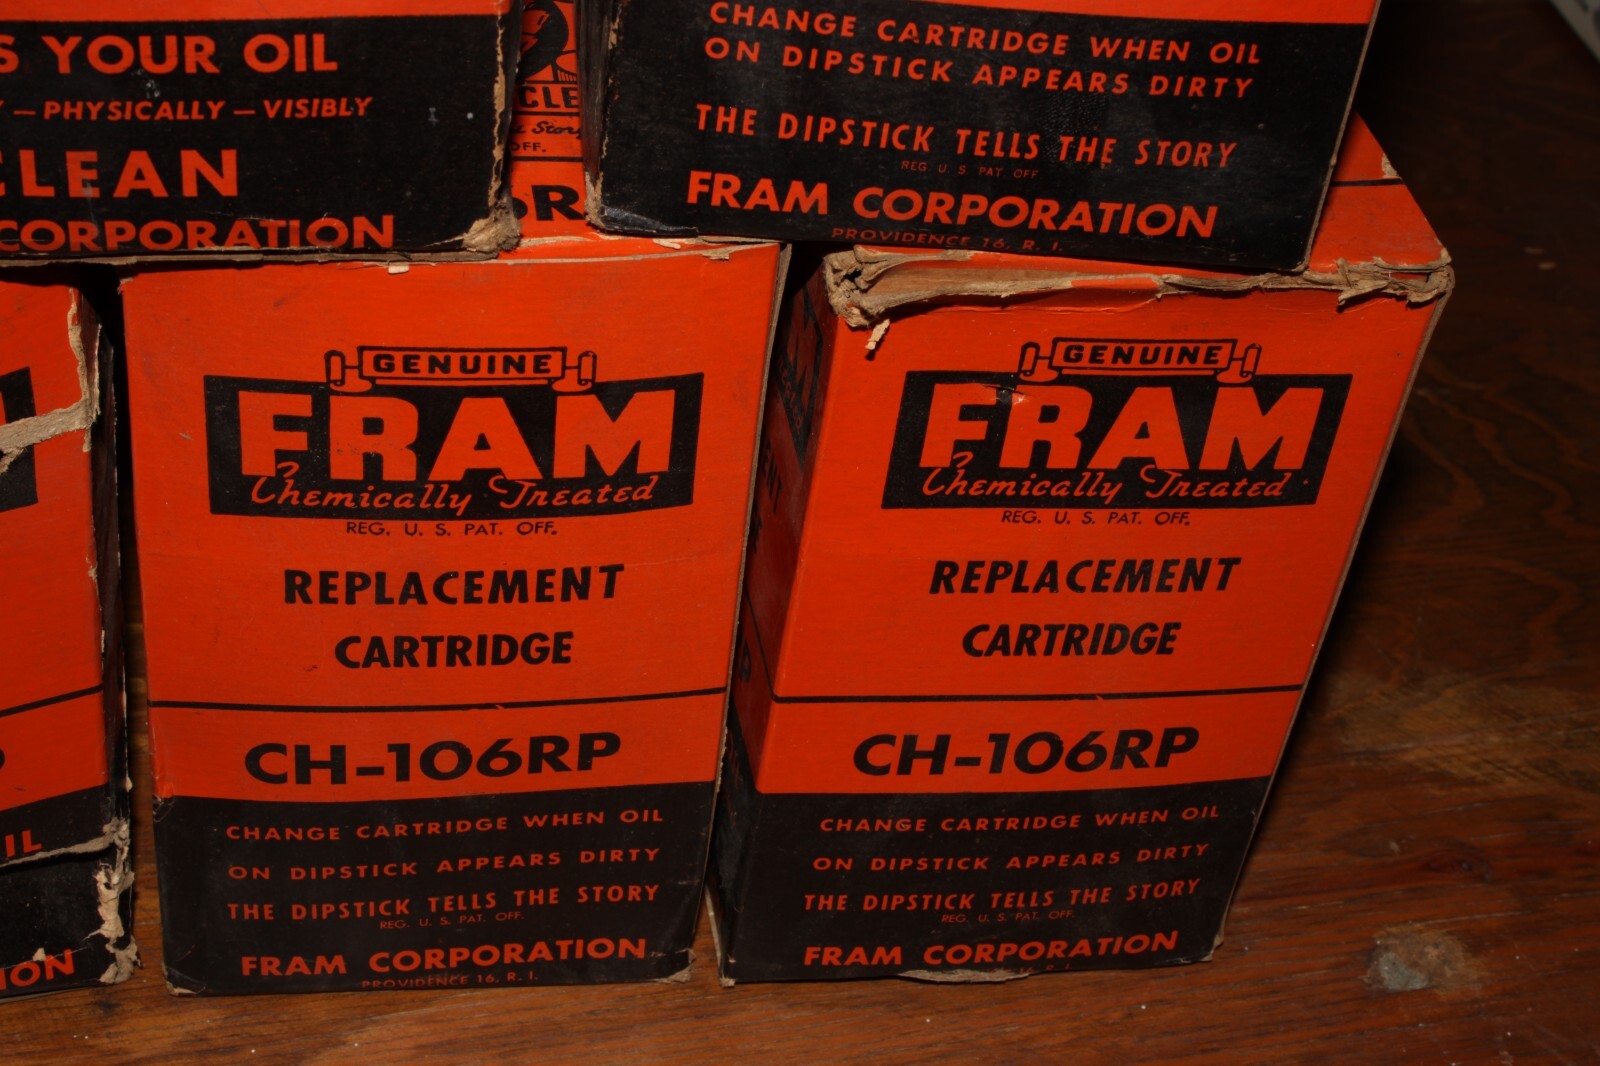 YOUR OIL
— PHYSICALLY — VISIBLY
CLEAN
CORPORATION
CHANGE CARTRIDGE WHEN OIL
ON DIPSTICK APPEARS DIRTY
THE DIPSTICK TELLS THE STORY
REG. U. S. PAT. OFF.
FRAM CORPORATION
PROVIDENCE 16, R. I.
GENUINE
FRAM
Chemically Treated
REG. U. S. PAT. OFF.
REPLACEMENT
CARTRIDGE
CH-106RP
CHANGE CARTRIDGE WHEN OIL
ON DIPSTICK APPEARS DIRTY
THE DIPSTICK TELLS THE STORY
REG. U. S. PAT. OFF.
FRAM CORPORATION
PROVIDENCE 16, R. I.
GENUINE
FRAM
Chemically Treated
REG. U. S. PAT. OFF.
REPLACEMENT
CARTRIDGE
CH-106RP
CHANGE CARTRIDGE WHEN OIL
ON DIPSTICK APPEARS DIRTY
THE DIPSTICK TELLS THE STORY
REG. U. S. PAT. OFF.
FRAM CORPORATION
R. I.